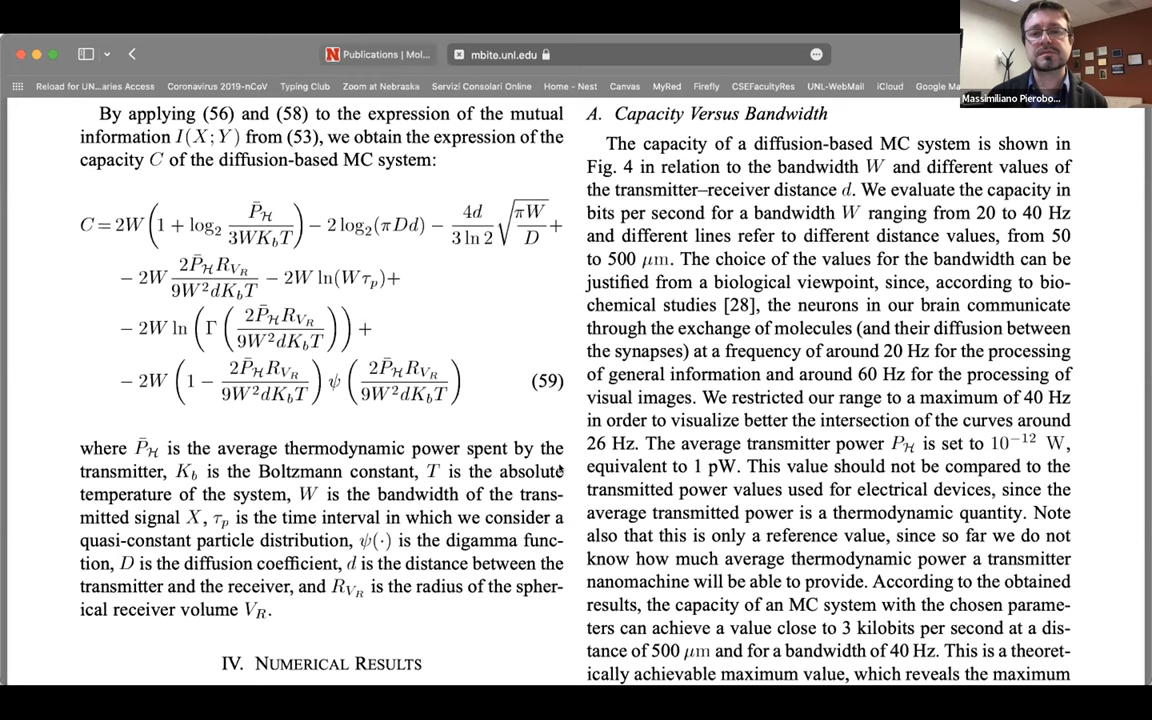 Publications | Mol...
mbite.unl.edu
Reload for UN...aries Access Coronavirus 2019-nCoV Typing Club Zoom at Nebraska Servizi Consolari Online Home - Nest Canvas MyRed Firefly CSEFacultyRes UNL-WebMail iCloud Google Ma
Massimiliano Pierobo...
By applying (56) and (58) to the expression of the mutual
information I(X; Y) from (53), we obtain the expression of the
capacity C of the diffusion-based MC system:
C = 2W (1 + log₂ P̄_H / 3WK_bT) − 2 log₂(πDd) − 4d / 3 ln 2 √(πW / D) +
− 2W 2P̄_H R_{V_R} / 9W²dK_bT − 2W ln(Wτ_p)+
− 2W ln (Γ (2P̄_H R_{V_R} / 9W²dK_bT)) +
− 2W (1 − 2P̄_H R_{V_R} / 9W²dK_bT) ψ (2P̄_H R_{V_R} / 9W²dK_bT) (59)
where P̄_H is the average thermodynamic power spent by the
transmitter, K_b is the Boltzmann constant, T is the absolute
temperature of the system, W is the bandwidth of the trans-
mitted signal X, τ_p is the time interval in which we consider a
quasi-constant particle distribution, ψ(·) is the digamma func-
tion, D is the diffusion coefficient, d is the distance between the
transmitter and the receiver, and R_{V_R} is the radius of the spher-
ical receiver volume V_R.
IV. NUMERICAL RESULTS
A. Capacity Versus Bandwidth
The capacity of a diffusion-based MC system is shown in
Fig. 4 in relation to the bandwidth W and different values of
the transmitter–receiver distance d. We evaluate the capacity in
bits per second for a bandwidth W ranging from 20 to 40 Hz
and different lines refer to different distance values, from 50
to 500 μm. The choice of the values for the bandwidth can be
justified from a biological viewpoint, since, according to bio-
chemical studies [28], the neurons in our brain communicate
through the exchange of molecules (and their diffusion between
the synapses) at a frequency of around 20 Hz for the processing
of general information and around 60 Hz for the processing of
visual images. We restricted our range to a maximum of 40 Hz
in order to visualize better the intersection of the curves around
26 Hz. The average transmitter power P_H is set to 10⁻¹² W,
equivalent to 1 pW. This value should not be compared to the
transmitted power values used for electrical devices, since the
average transmitted power is a thermodynamic quantity. Note
also that this is only a reference value, since so far we do not
know how much average thermodynamic power a transmitter
nanomachine will be able to provide. According to the obtained
results, the capacity of an MC system with the chosen parame-
ters can achieve a value close to 3 kilobits per second at a dis-
tance of 500 μm and for a bandwidth of 40 Hz. This is a theoret-
ically achievable maximum value, which reveals the maximum